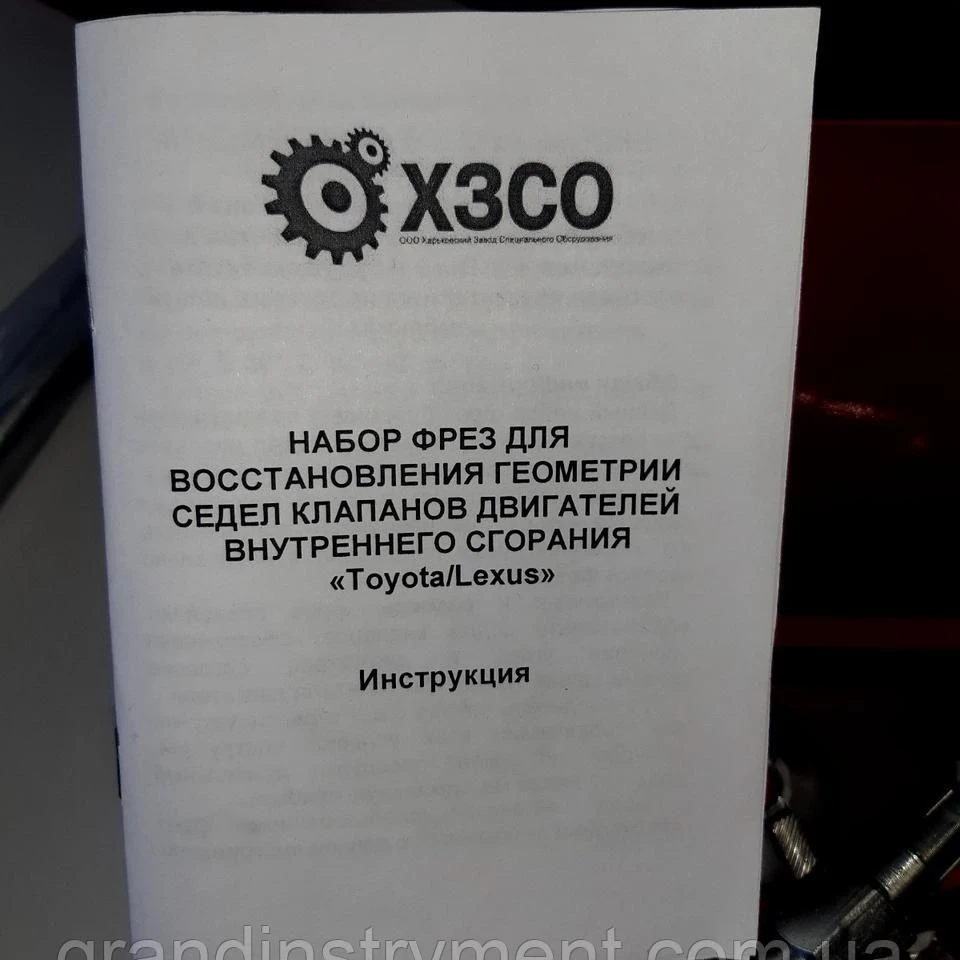 ХЗСО
ООО Харьковский Завод Специального Оборудования
НАБОР ФРЕЗ ДЛЯ
ВОССТАНОВЛЕНИЯ ГЕОМЕТРИИ
СЕДЕЛ КЛАПАНОВ ДВИГАТЕЛЕЙ
ВНУТРЕННЕГО СГОРАНИЯ
«Toyota/Lexus»
Инструкция
grandinstryment.com.ua